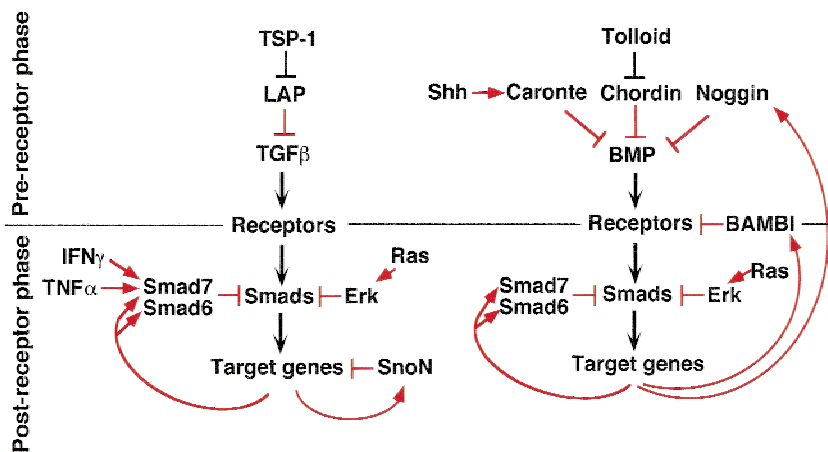 Pre-receptor phase
TSP-1
LAP
TGFβ
Receptors
Tolloid
Shh Caronte Chordin Noggin
BMP
Receptors BAMBI
Post-receptor phase
IFNγ
TNFα
Smad7
Smad6
Smads
Erk
Ras
Target genes
SnoN
Smad7
Smad6
Smads
Erk
Ras
Target genes